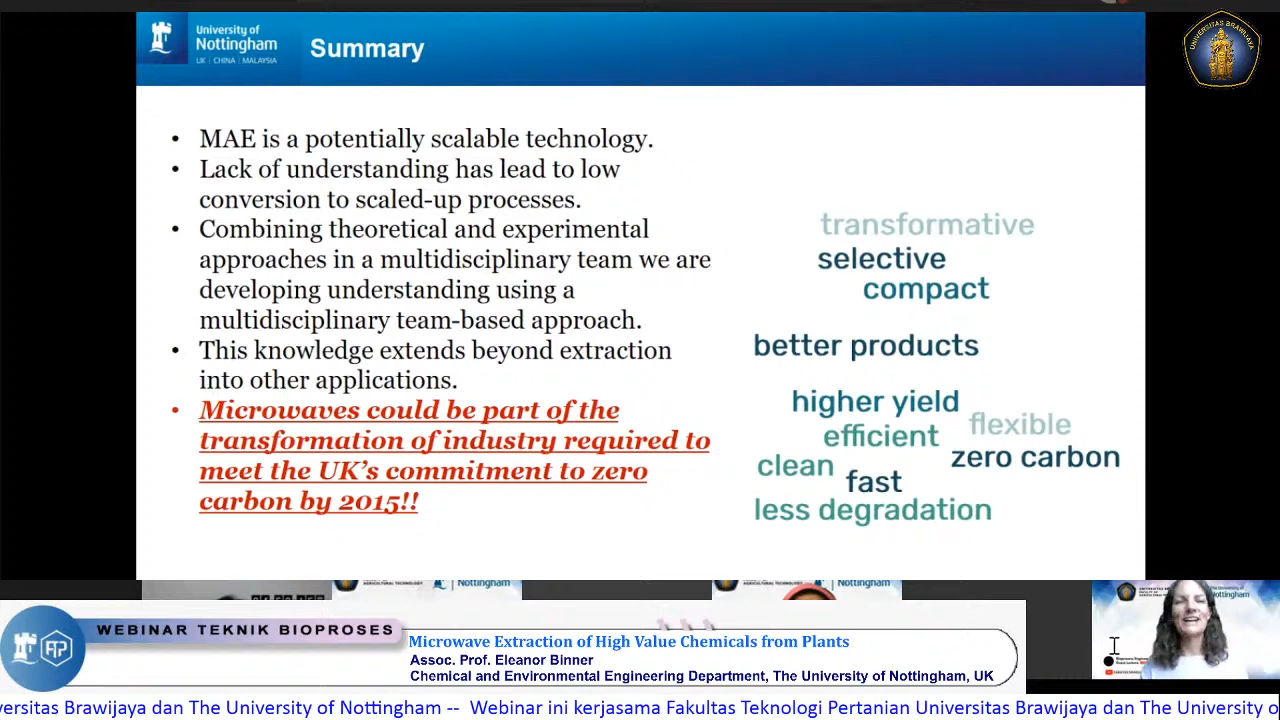 University of
Nottingham
UK | CHINA | MALAYSIA
Summary
UNIVERSITAS BRAWIJAYA
• MAE is a potentially scalable technology.
• Lack of understanding has lead to low
conversion to scaled-up processes.
• Combining theoretical and experimental
approaches in a multidisciplinary team we are
developing understanding using a
multidisciplinary team-based approach.
• This knowledge extends beyond extraction
into other applications.
• Microwaves could be part of the
transformation of industry required to
meet the UK's commitment to zero
carbon by 2015!!
transformative
selective
compact
better products
higher yield
flexible
efficient
zero carbon
clean
fast
less degradation
Nottingham
Nottingham
WEBINAR TEKNIK BIOPROSES
Microwave Extraction of High Value Chemicals from Plants
Assoc. Prof. Eleanor Binner
Chemical and Environmental Engineering Department, The University of Nottingham, UK
versitas Brawijaya dan The University of Nottingham -- Webinar ini kerjasama Fakultas Teknologi Pertanian Universitas Brawijaya dan The University o